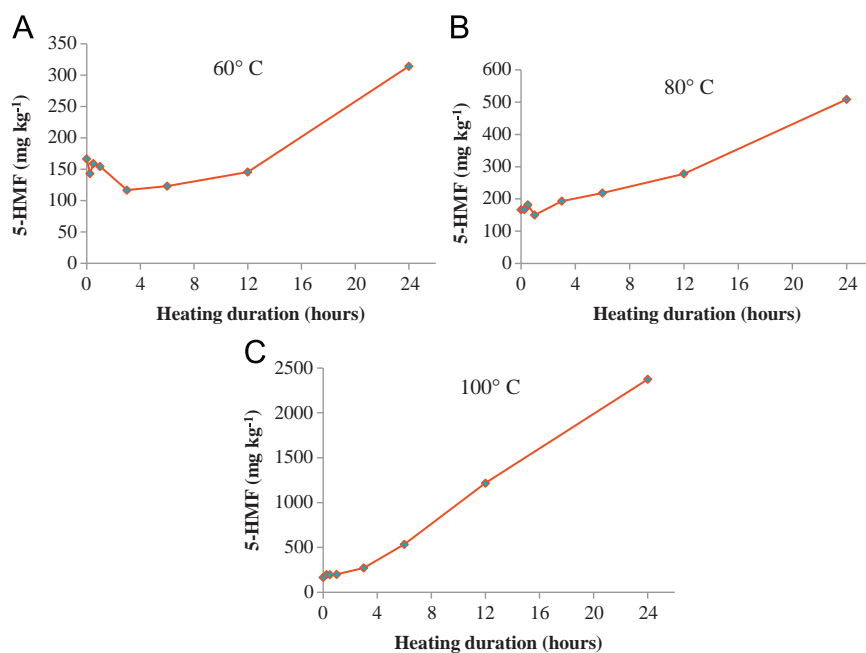 A
60° C
350
300
250
200
150
100
50
0
5-HMF (mg kg⁻¹)
0 4 8 12 16 20 24
Heating duration (hours)
B
80° C
600
500
400
300
200
100
0
5-HMF (mg kg⁻¹)
0 4 8 12 16 20 24
Heating duration (hours)
C
100° C
2500
2000
1500
1000
500
0
5-HMF (mg kg⁻¹)
0 4 8 12 16 20 24
Heating duration (hours)